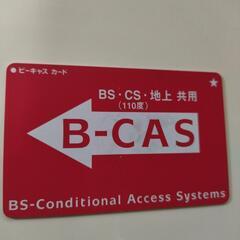 ● ビーキャス カード
BS・CS・地上 共用
(110度)
B-CAS
BS-Conditional Access Systems